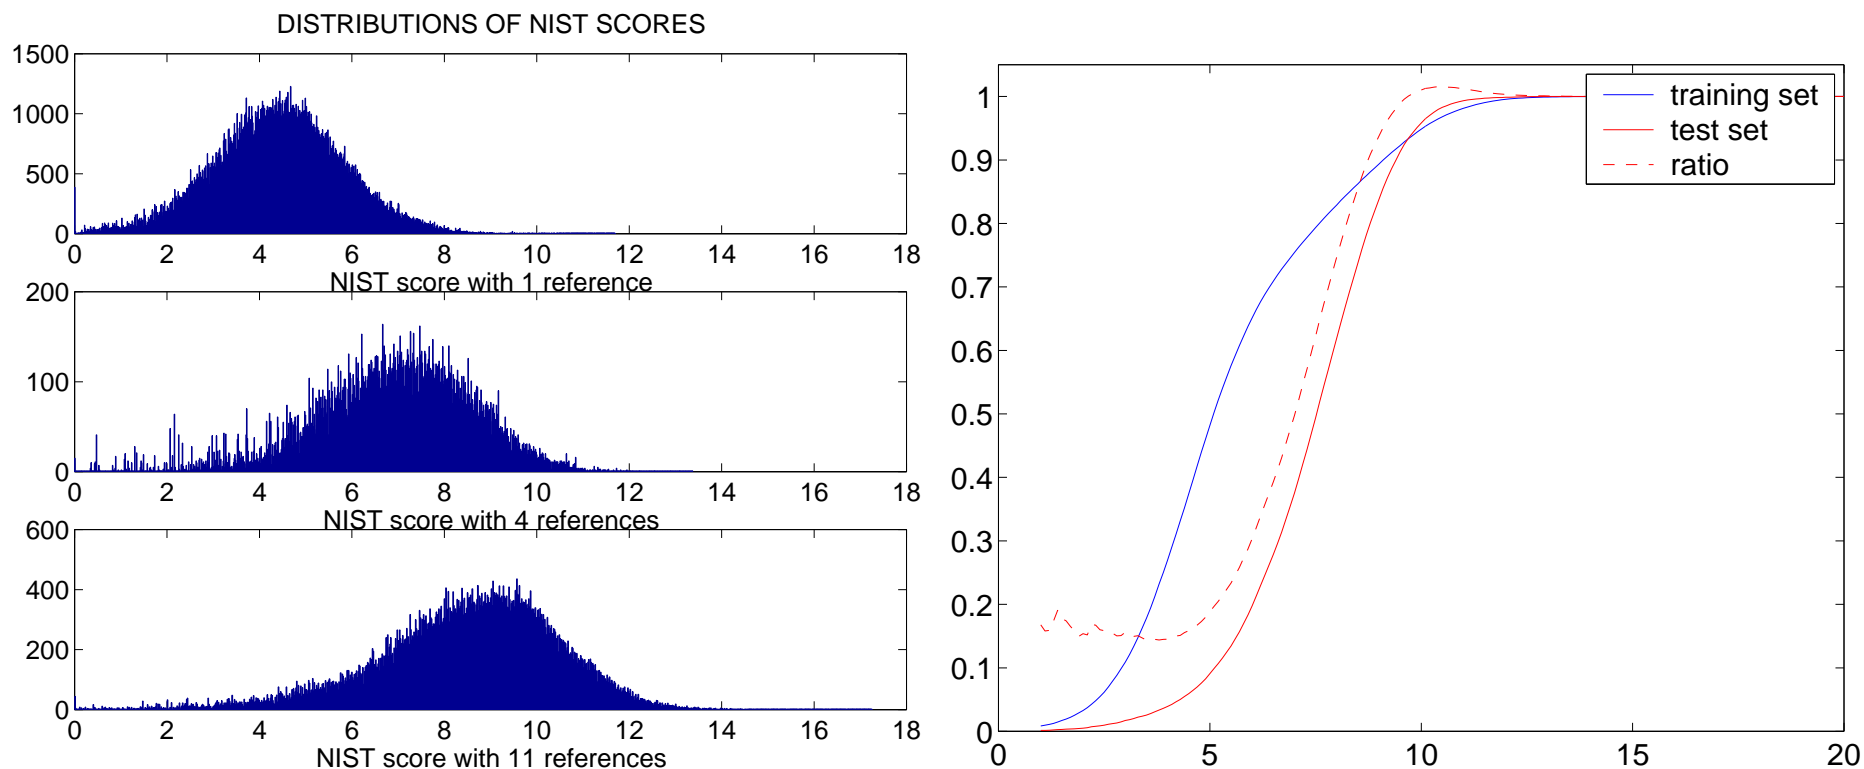 DISTRIBUTIONS OF NIST SCORES
1500
1000
500
0
0 2 4 6 8 10 12 14 16 18
NIST score with 1 reference
200
100
0
0 2 4 6 8 10 12 14 16 18
NIST score with 4 references
600
400
200
0
0 2 4 6 8 10 12 14 16 18
NIST score with 11 references
1
0.9
0.8
0.7
0.6
0.5
0.4
0.3
0.2
0.1
0
0 5 10 15 20
training set
test set
ratio